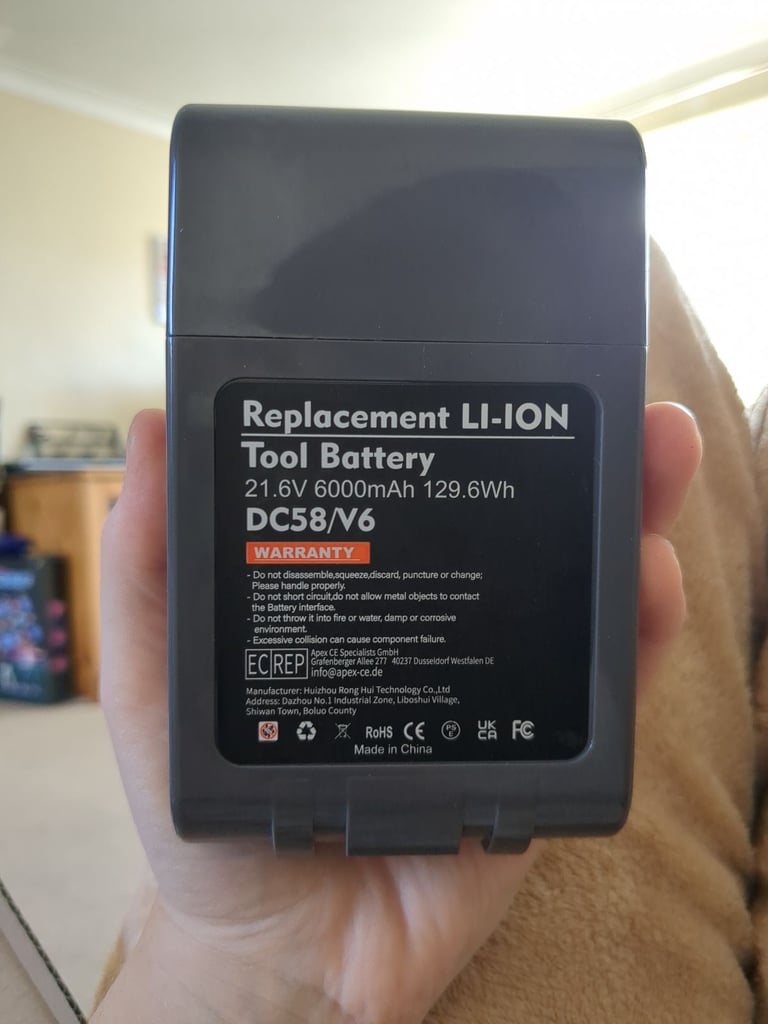 Replacement LI-ION
Tool Battery
21.6V 6000mAh 129.6Wh
DC58/V6
WARRANTY
- Do not disassemble,squeeze,discard, puncture or change;
Please handle properly.
- Do not short circuit,do not allow metal objects to contact
the Battery interface.
- Do not throw it into fire or water, damp or corrosive
environment.
- Excessive collision can cause component failure.
EC REP
Apex CE Specialists GmbH
Grafenberger Allee 277 40237 Dusseldorf Westfalen DE
info@apex-ce.de
Manufacturer: Huizhou Rong Hui Technology Co.,Ltd
Address: Dazhou No.1 Industrial Zone, Liboshui Village,
Shiwan Town, Boluo County
RoHS CE PS E UK CA FC
Made in China